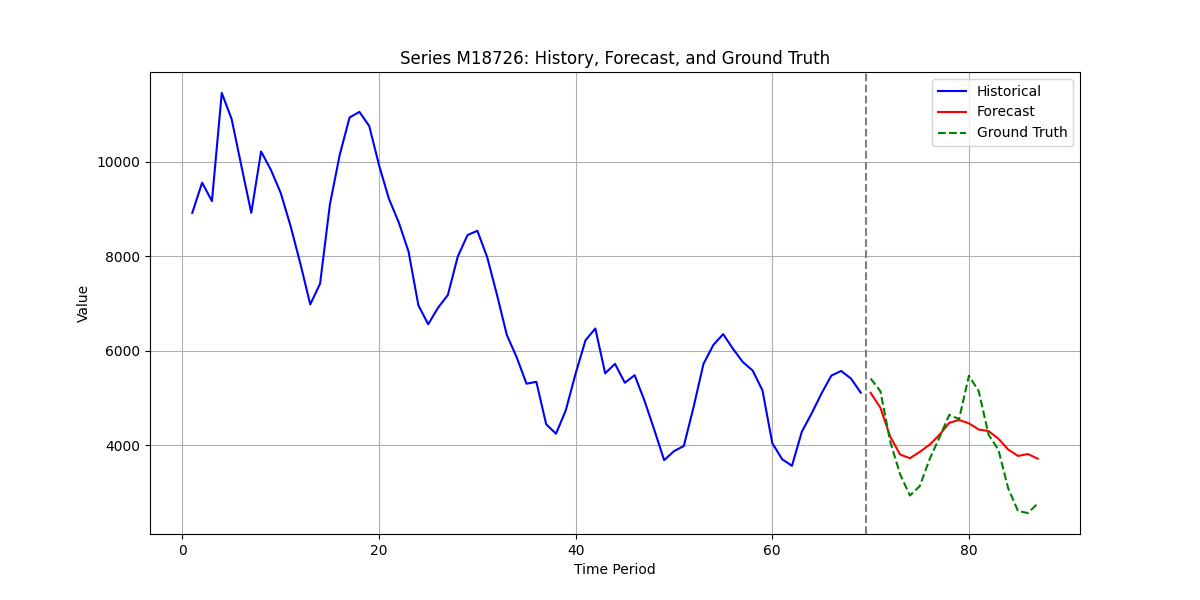 Series M18726: History, Forecast, and Ground Truth
Historical
Forecast
Ground Truth
Value
10000
8000
6000
4000
0
20
40
60
80
Time Period